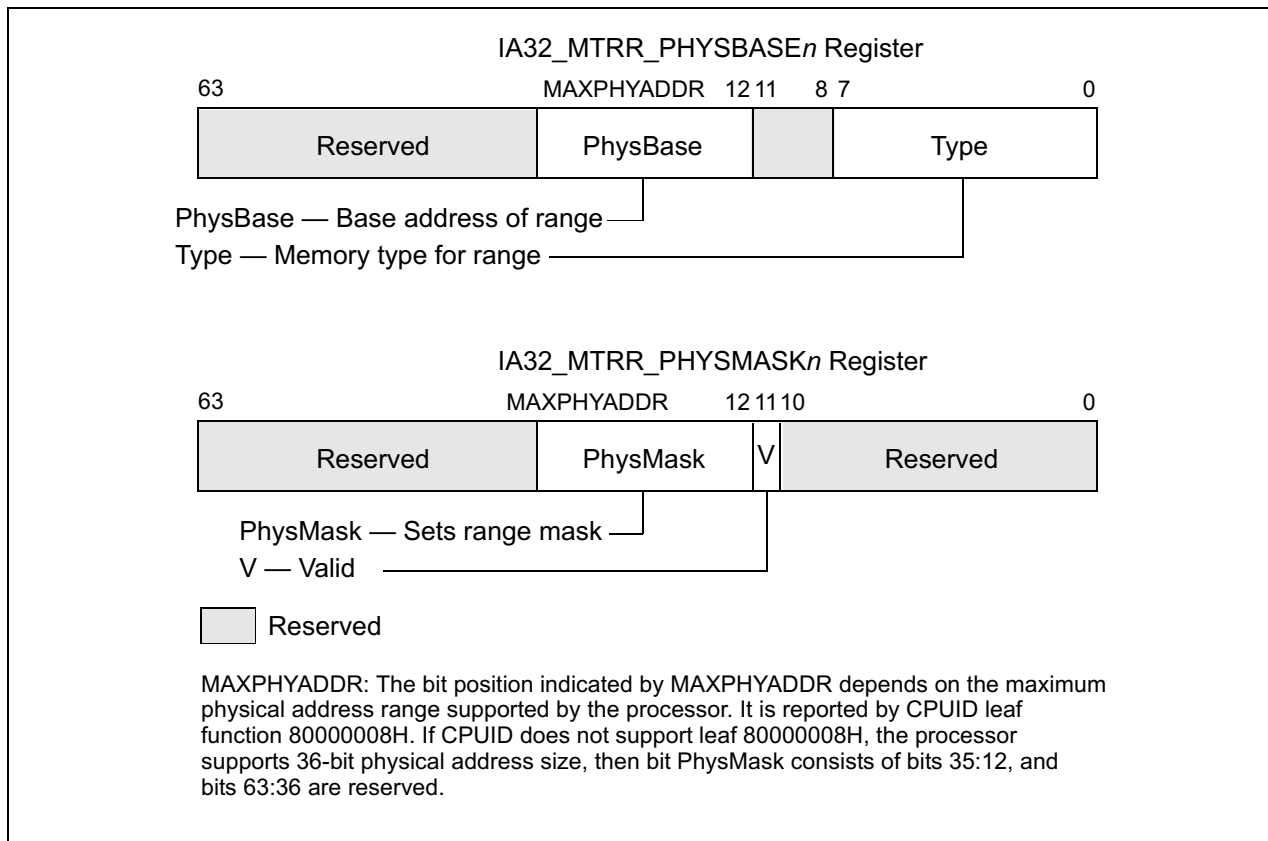 IA32_MTRR_PHYSBASEn Register
63 MAXPHYADDR 12 11 8 7 0
Reserved PhysBase Type
PhysBase — Base address of range
Type — Memory type for range
IA32_MTRR_PHYSMASKn Register
63 MAXPHYADDR 12 11 10 0
Reserved PhysMask V Reserved
PhysMask — Sets range mask
V — Valid
Reserved
MAXPHYADDR: The bit position indicated by MAXPHYADDR depends on the maximum
physical address range supported by the processor. It is reported by CPUID leaf
function 80000008H. If CPUID does not support leaf 80000008H, the processor
supports 36-bit physical address size, then bit PhysMask consists of bits 35:12, and
bits 63:36 are reserved.